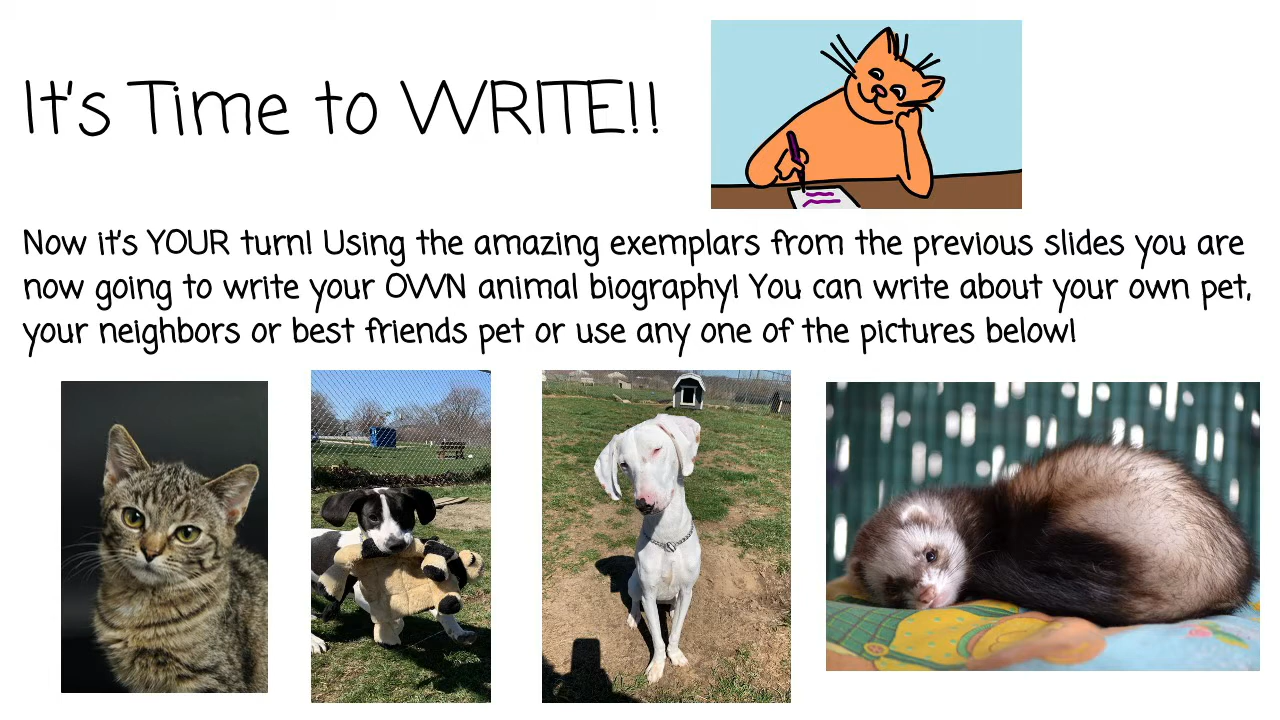 It's Time to WRITE!!
Now it's YOUR turn! Using the amazing exemplars from the previous slides you are
now going to write your OWN animal biography! You can write about your own pet,
your neighbors or best friends pet or use any one of the pictures below!